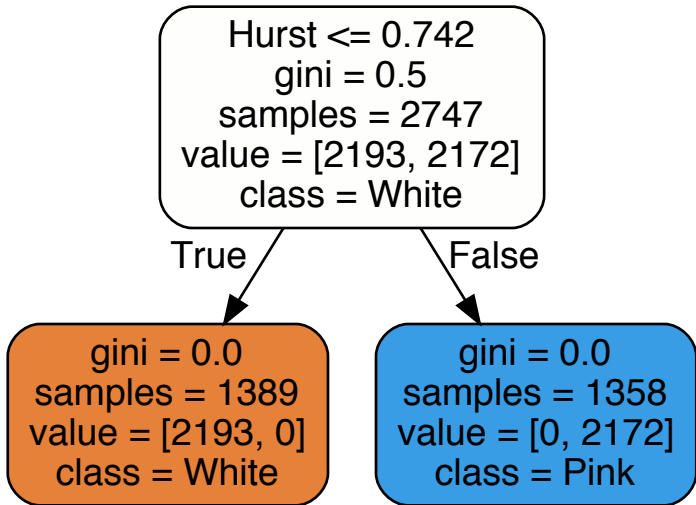 Hurst <= 0.742
gini = 0.5
samples = 2747
value = [2193, 2172]
class = White
True
False
gini = 0.0
samples = 1389
value = [2193, 0]
class = White
gini = 0.0
samples = 1358
value = [0, 2172]
class = Pink